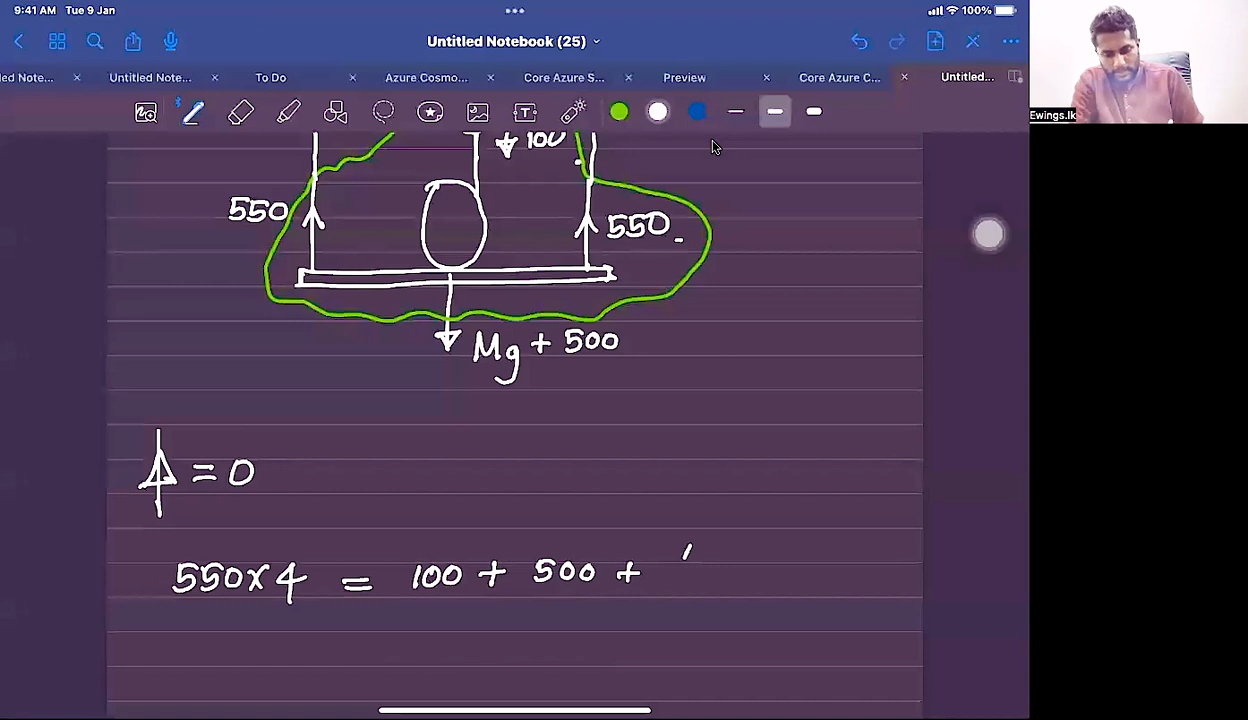 9:41 AM Tue 9 Jan
100%
Untitled Notebook (25)
led Note...
Untitled Note...
To Do
Azure Cosmo...
Core Azure S...
Preview
Core Azure C...
Untitled...
Ewings.lk
100
550
550
Mg + 500
= 0
550 x 4 = 100 + 500 +